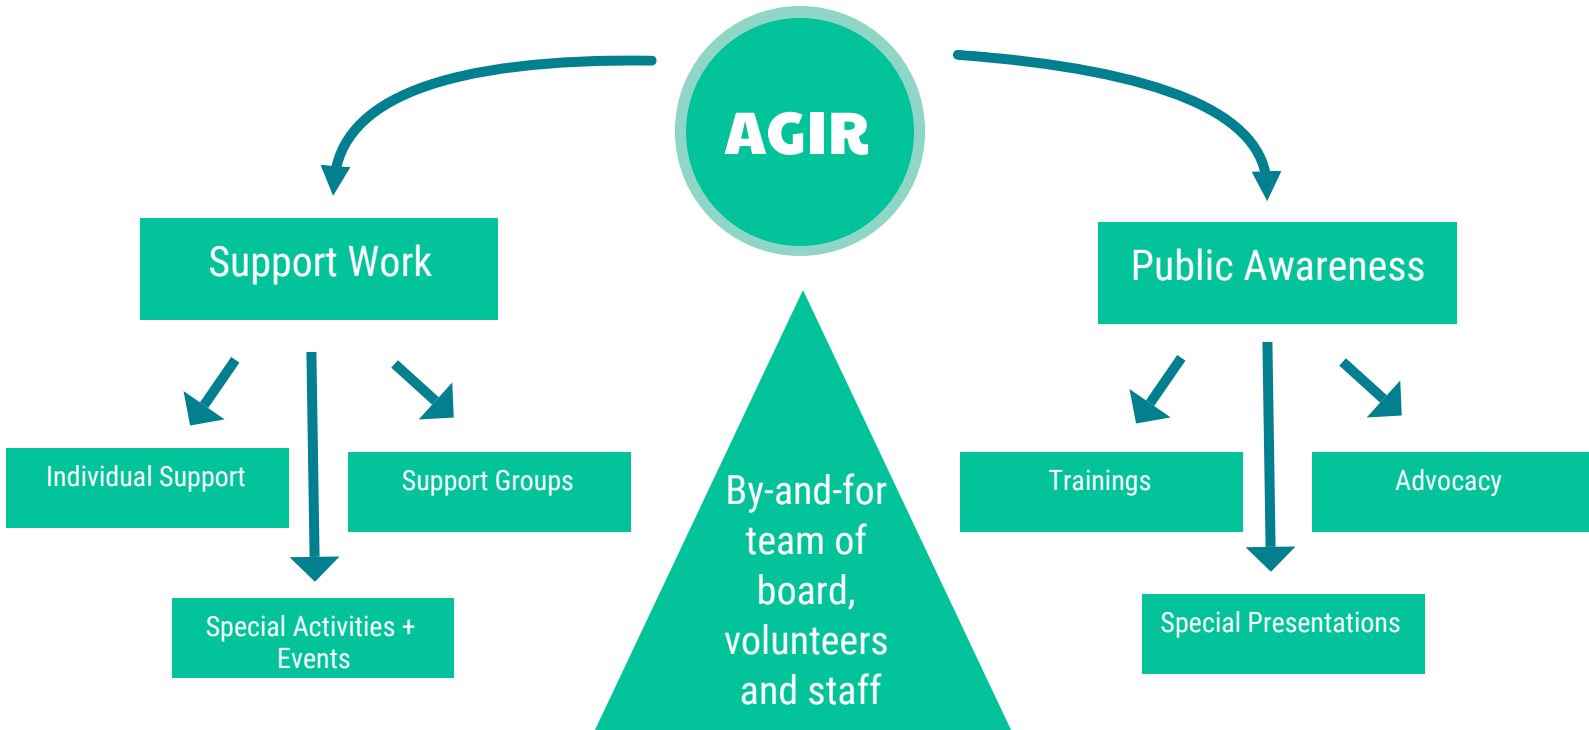 AGIR
Support Work
Public Awareness
Individual Support
Support Groups
Special Activities +
Events
By-and-for
team of
board,
volunteers
and staff
Trainings
Advocacy
Special Presentations